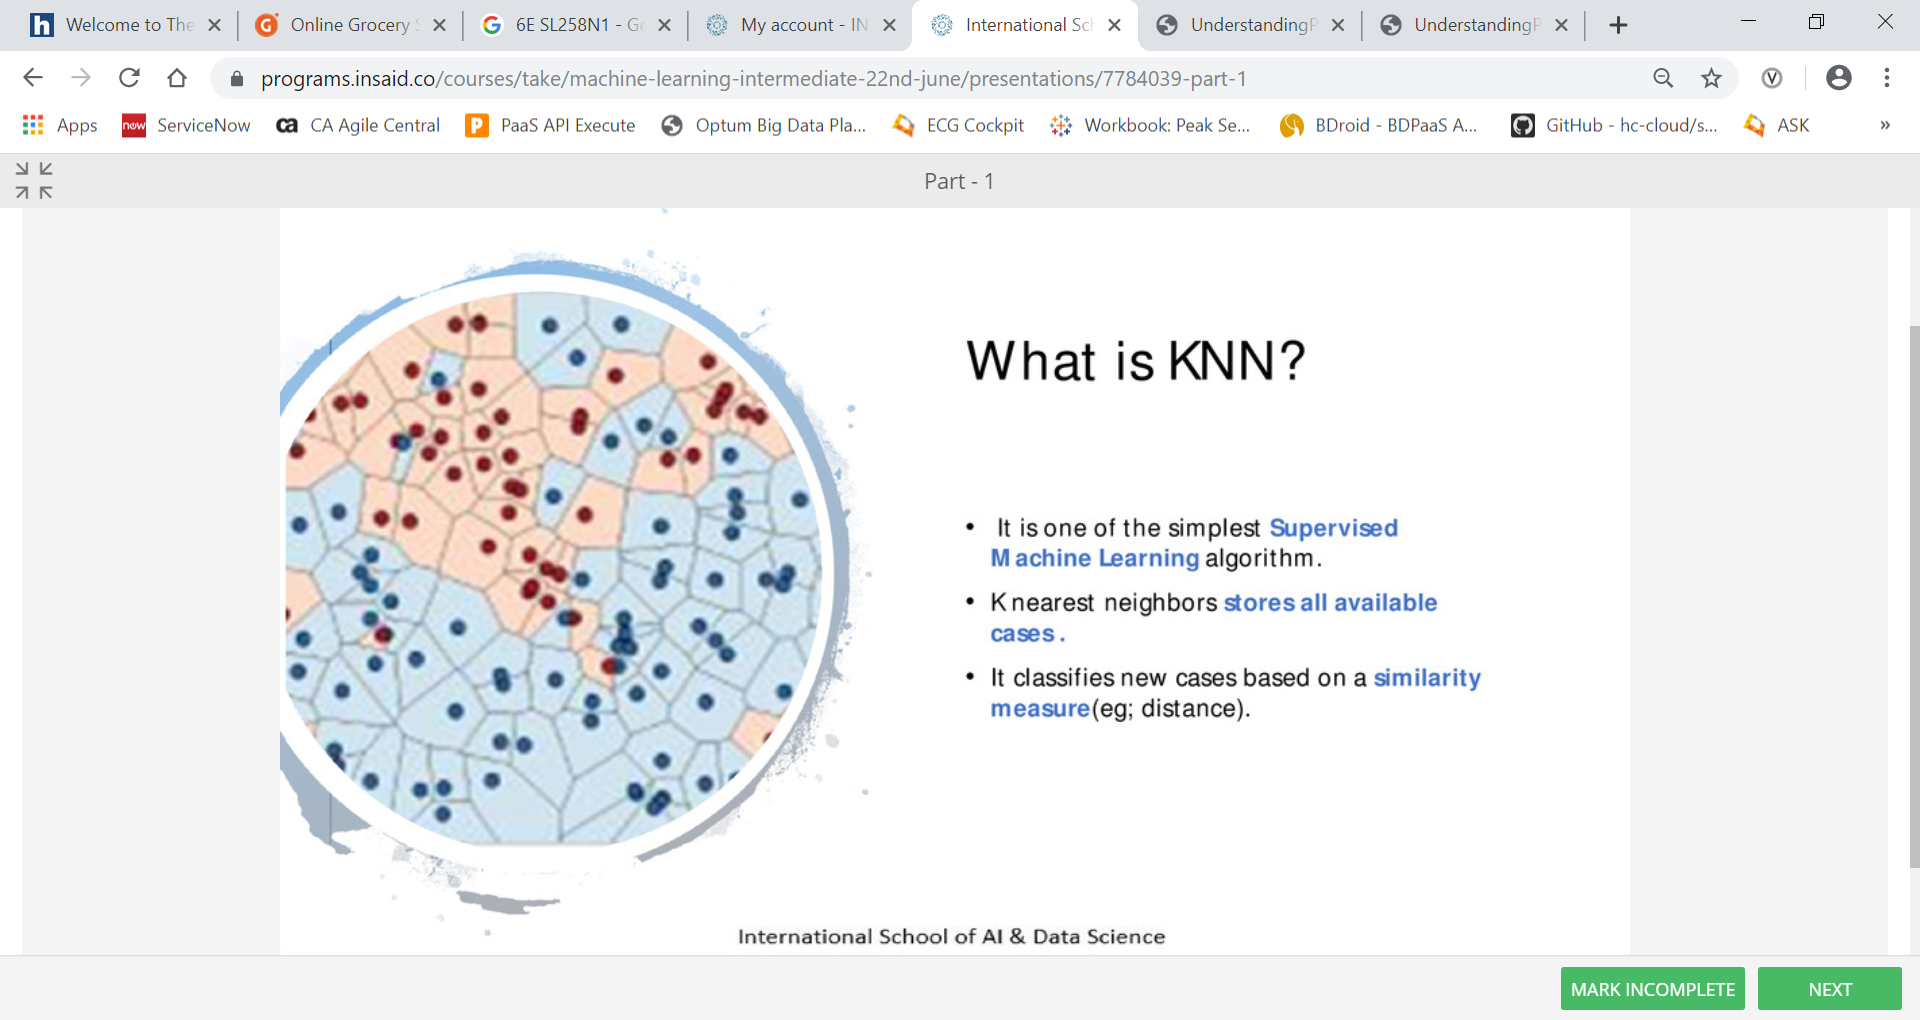 Welcome to The
Online Grocery
6E SL258N1 - G
My account - IN
International Sc
UnderstandingP
UnderstandingP
programs.insaid.co/courses/take/machine-learning-intermediate-22nd-june/presentations/7784039-part-1
Apps
now ServiceNow
ca CA Agile Central
P PaaS API Execute
Optum Big Data Pla...
ECG Cockpit
Workbook: Peak Se...
BDroid - BDPaaS A...
GitHub - hc-cloud/s...
ASK
»
Part - 1
What is KNN?
• It is one of the simplest Supervised
Machine Learning algorithm.
• K nearest neighbors stores all available
cases.
• It classifies new cases based on a similarity
measure(eg; distance).
International School of AI & Data Science
MARK INCOMPLETE
NEXT